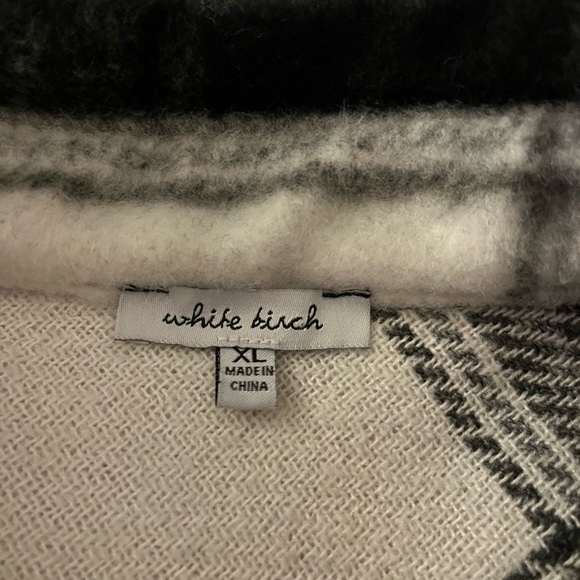 white birch
XL
MADE IN
CHINA